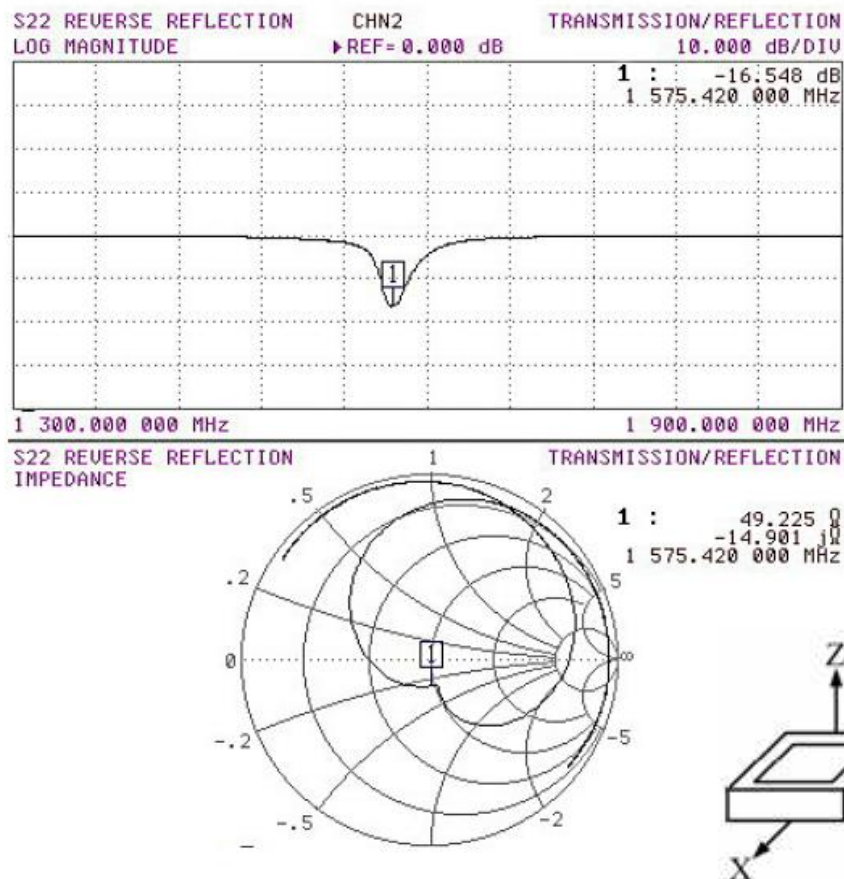 S22 REVERSE REFLECTION CHN2 TRANSMISSION/REFLECTION
LOG MAGNITUDE ▶REF= 0.000 dB 10.000 dB/DIV
1 : -16.548 dB
1 575.420 000 MHz
1
1 300.000 000 MHz 1 900.000 000 MHz
S22 REVERSE REFLECTION TRANSMISSION/REFLECTION
IMPEDANCE
1
.5 2
1 : 49.225 Ω
-14.901 jΩ
1 575.420 000 MHz
.2 5
0 1 ∞
Z
-.2 -5
-.5 -2
X